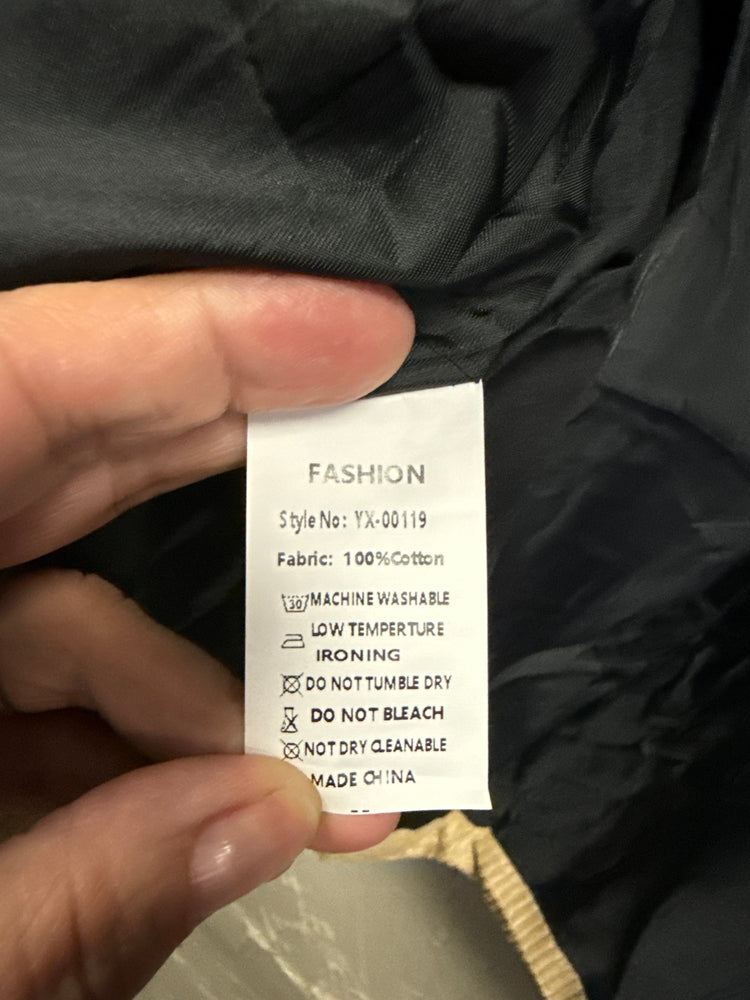 FASHION
Style No: YX-00119
Fabric: 100%Cotton
30 MACHINE WASHABLE
LOW TEMPERTURE
IRONING
DO NOT TUMBLE DRY
DO NOT BLEACH
NOT DRY CLEANABLE
MADE CHINA